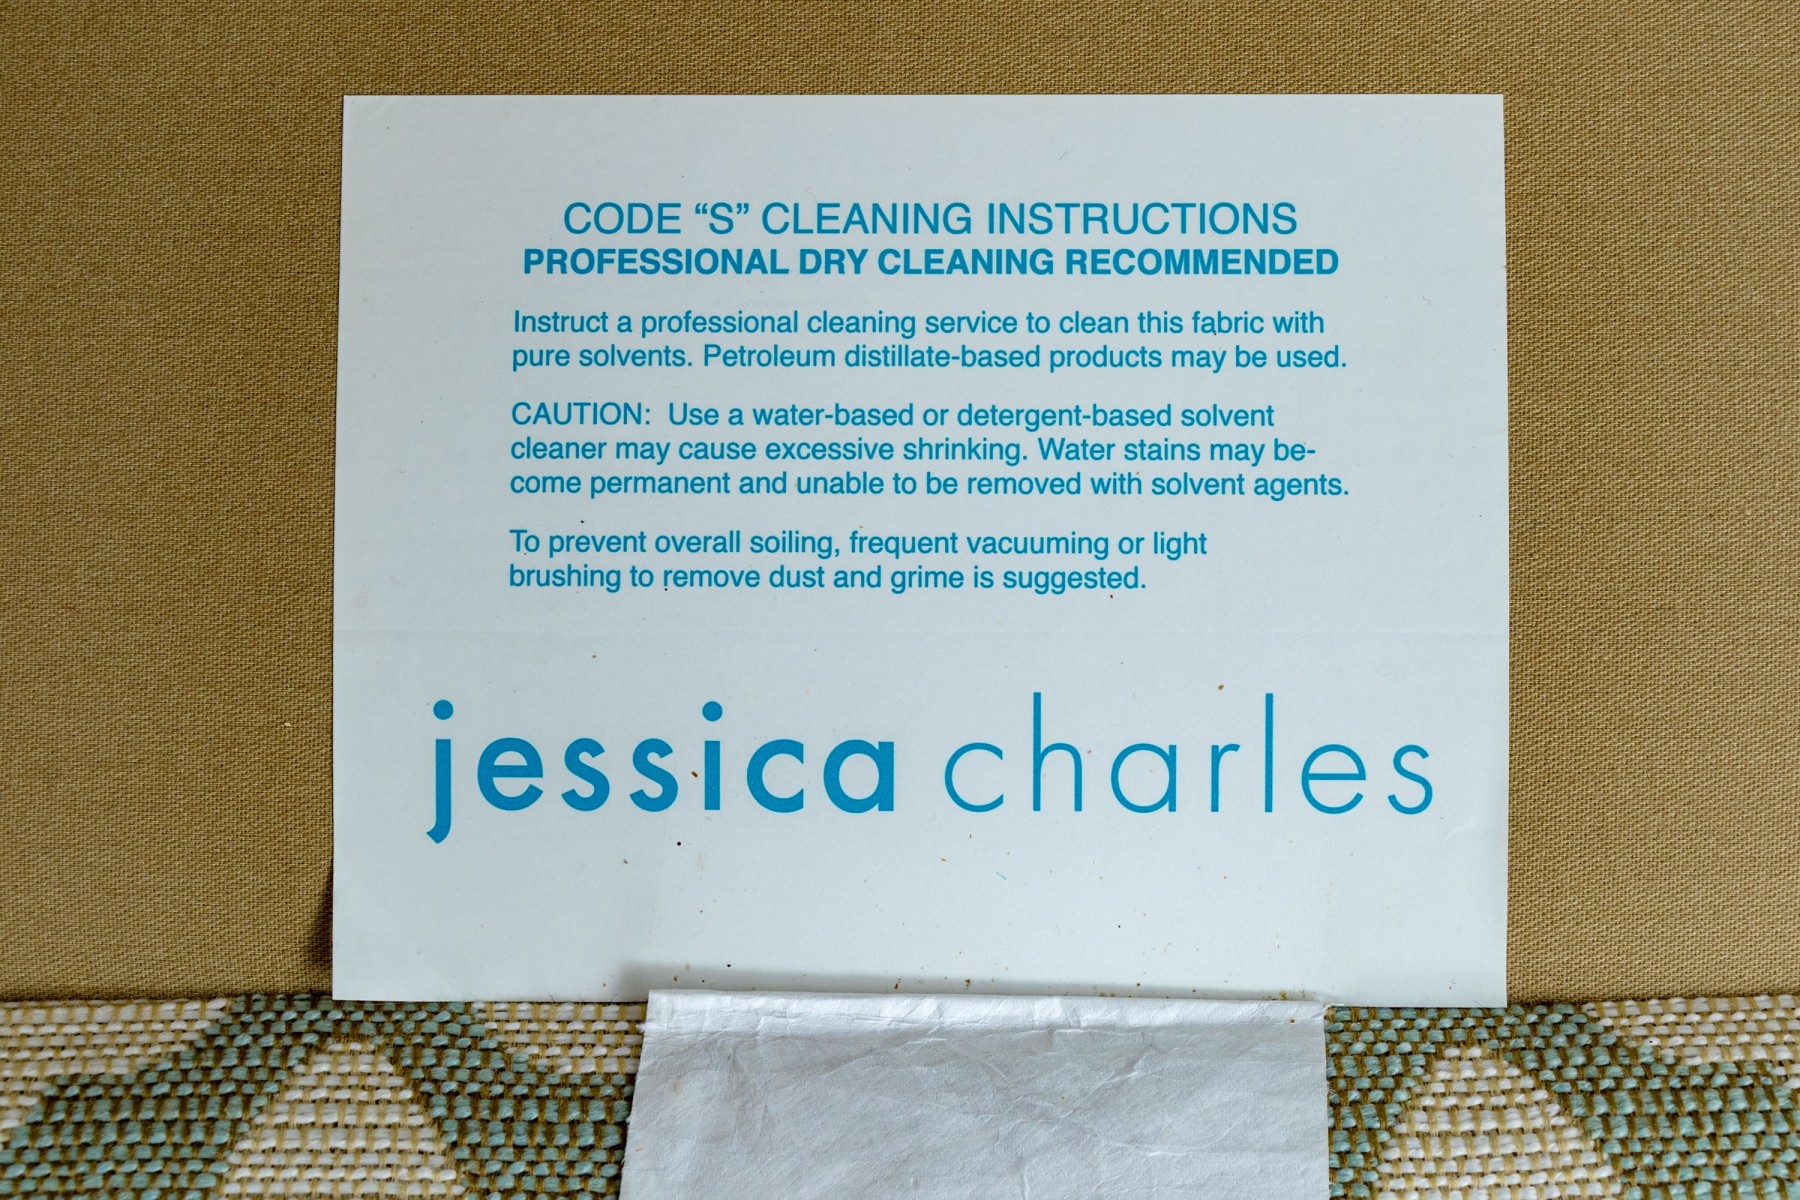 CODE “S” CLEANING INSTRUCTIONS
PROFESSIONAL DRY CLEANING RECOMMENDED
Instruct a professional cleaning service to clean this fabric with
pure solvents. Petroleum distillate-based products may be used.
CAUTION:  Use a water-based or detergent-based solvent
cleaner may cause excessive shrinking. Water stains may be-
come permanent and unable to be removed with solvent agents.
To prevent overall soiling, frequent vacuuming or light
brushing to remove dust and grime is suggested.
jessica charles